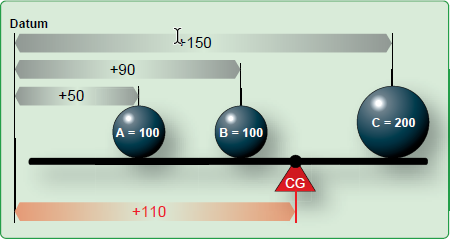 Datum
+150
+90
+50
A = 100
B = 100
C = 200
CG
+110